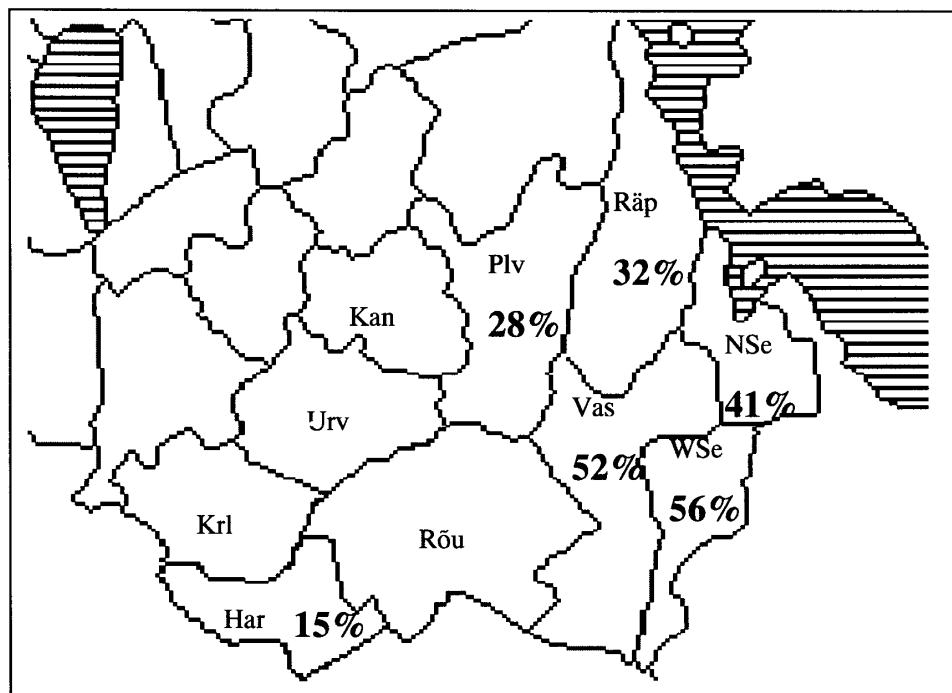 Räp
Plv
32%
Kan
28%
NSe
Vas
41%
Urv
WSe
52%
56%
Krl
Rõu
Har
15%